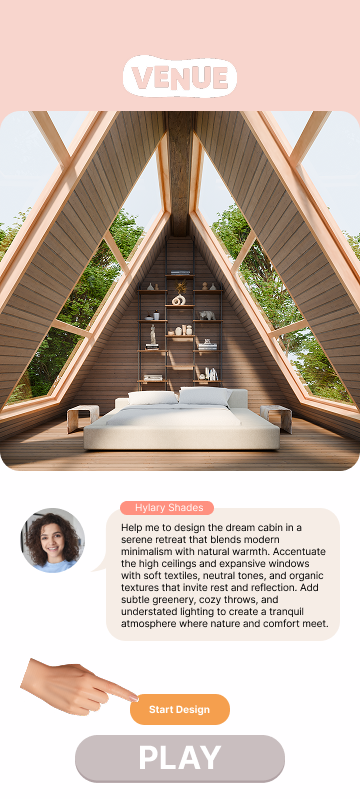 VENUE
Hylary Shades
Help me to design the dream cabin in a
serene retreat that blends modern
minimalism with natural warmth. Accentuate
the high ceilings and expansive windows
with soft textiles, neutral tones, and organic
textures that invite rest and reflection. Add
subtle greenery, cozy throws, and
understated lighting to create a tranquil
atmosphere where nature and comfort meet.
Start Design
PLAY